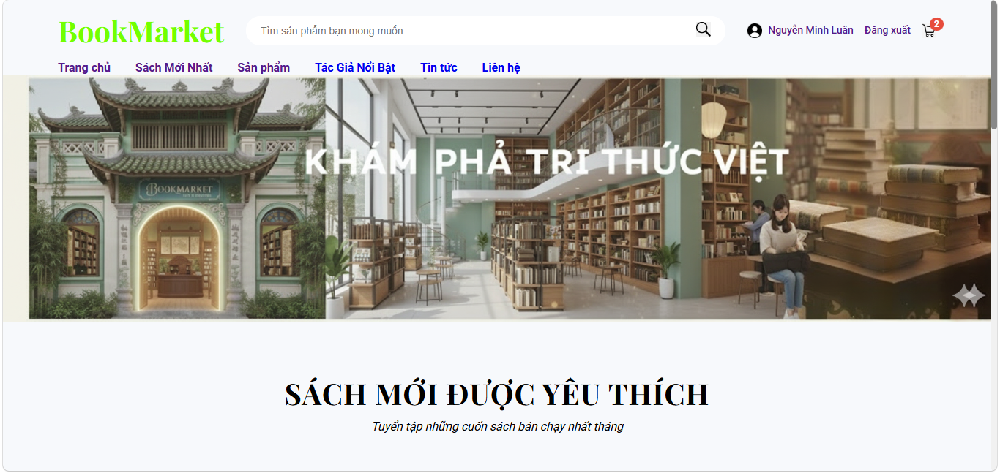 BookMarket
Tìm sản phẩm bạn mong muốn...
Nguyễn Minh Luân
Đăng xuất
2
Trang chủ
Sách Mới Nhất
Sản phẩm
Tác Giả Nổi Bật
Tin tức
Liên hệ
KHÁM PHẢ TRI THỨC VIỆT
BOOKMARKET
SÁCH MỚI ĐƯỢC YÊU THÍCH
Tuyển tập những cuốn sách bán chạy nhất tháng